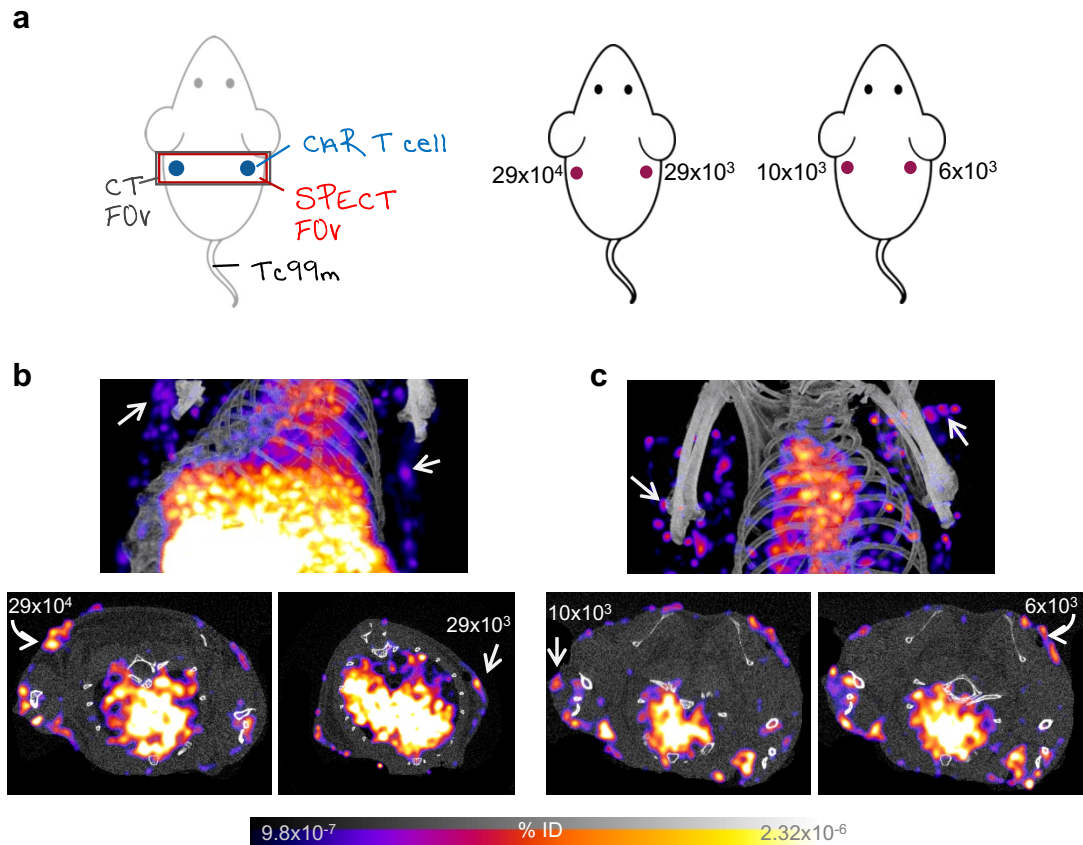 a
CAR T cell
CT
FOV
SPECT
FOV
Tc99m
29x10⁴
29x10³
10x10³
6x10³
b
c
29x10⁴
29x10³
10x10³
6x10³
9.8x10⁻⁷
% ID
2.32x10⁻⁶